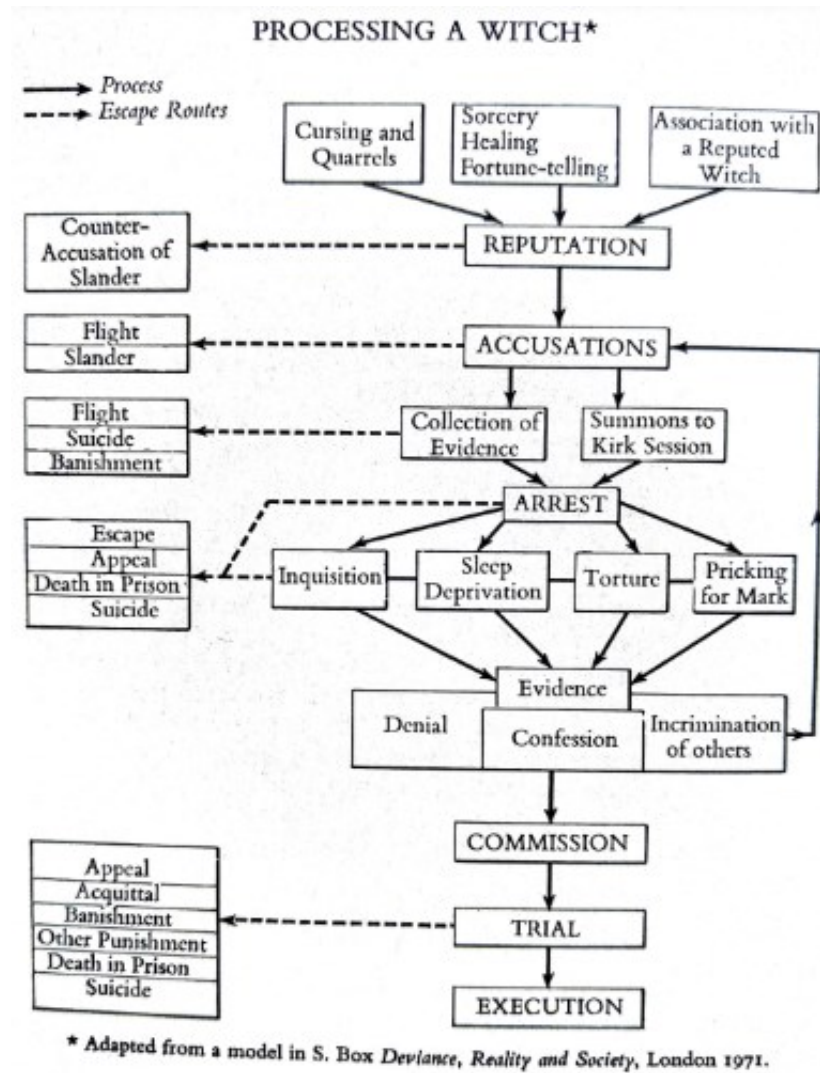 PROCESSING A WITCH*
Process
Escape Routes
Cursing and
Quarrels
Sorcery
Healing
Fortune-telling
Association with
a Reputed
Witch
Counter-
Accusation of
Slander
REPUTATION
Flight
Slander
ACCUSATIONS
Flight
Suicide
Banishment
Collection of
Evidence
Summons to
Kirk Session
ARREST
Escape
Appeal
Death in Prison
Suicide
Inquisition
Sleep
Deprivation
Torture
Pricking
for Mark
Evidence
Denial
Confession
Incrimination
of others
COMMISSION
Appeal
Acquittal
Banishment
Other Punishment
Death in Prison
Suicide
TRIAL
EXECUTION
* Adapted from a model in S. Box Deviance, Reality and Society, London 1971.